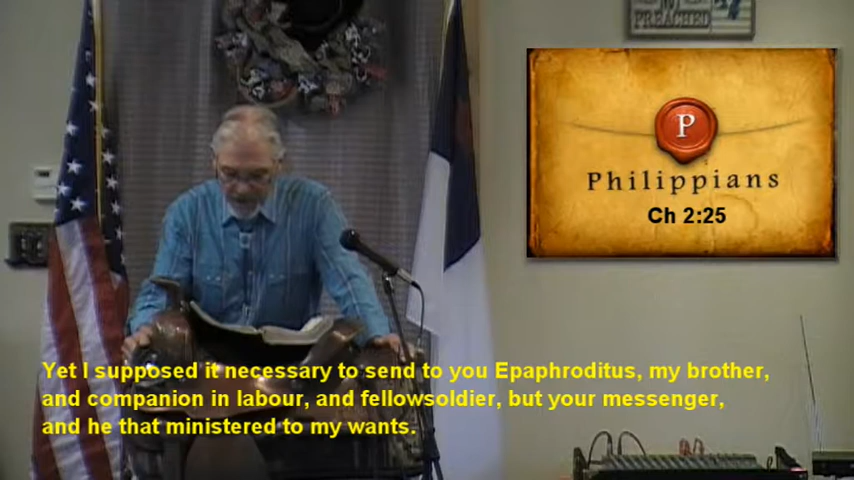 PREACHED
P
Philippians
Ch 2:25
Yet I supposed it necessary to send to you Epaphroditus, my brother,
and companion in labour, and fellowsoldier, but your messenger,
and he that ministered to my wants.